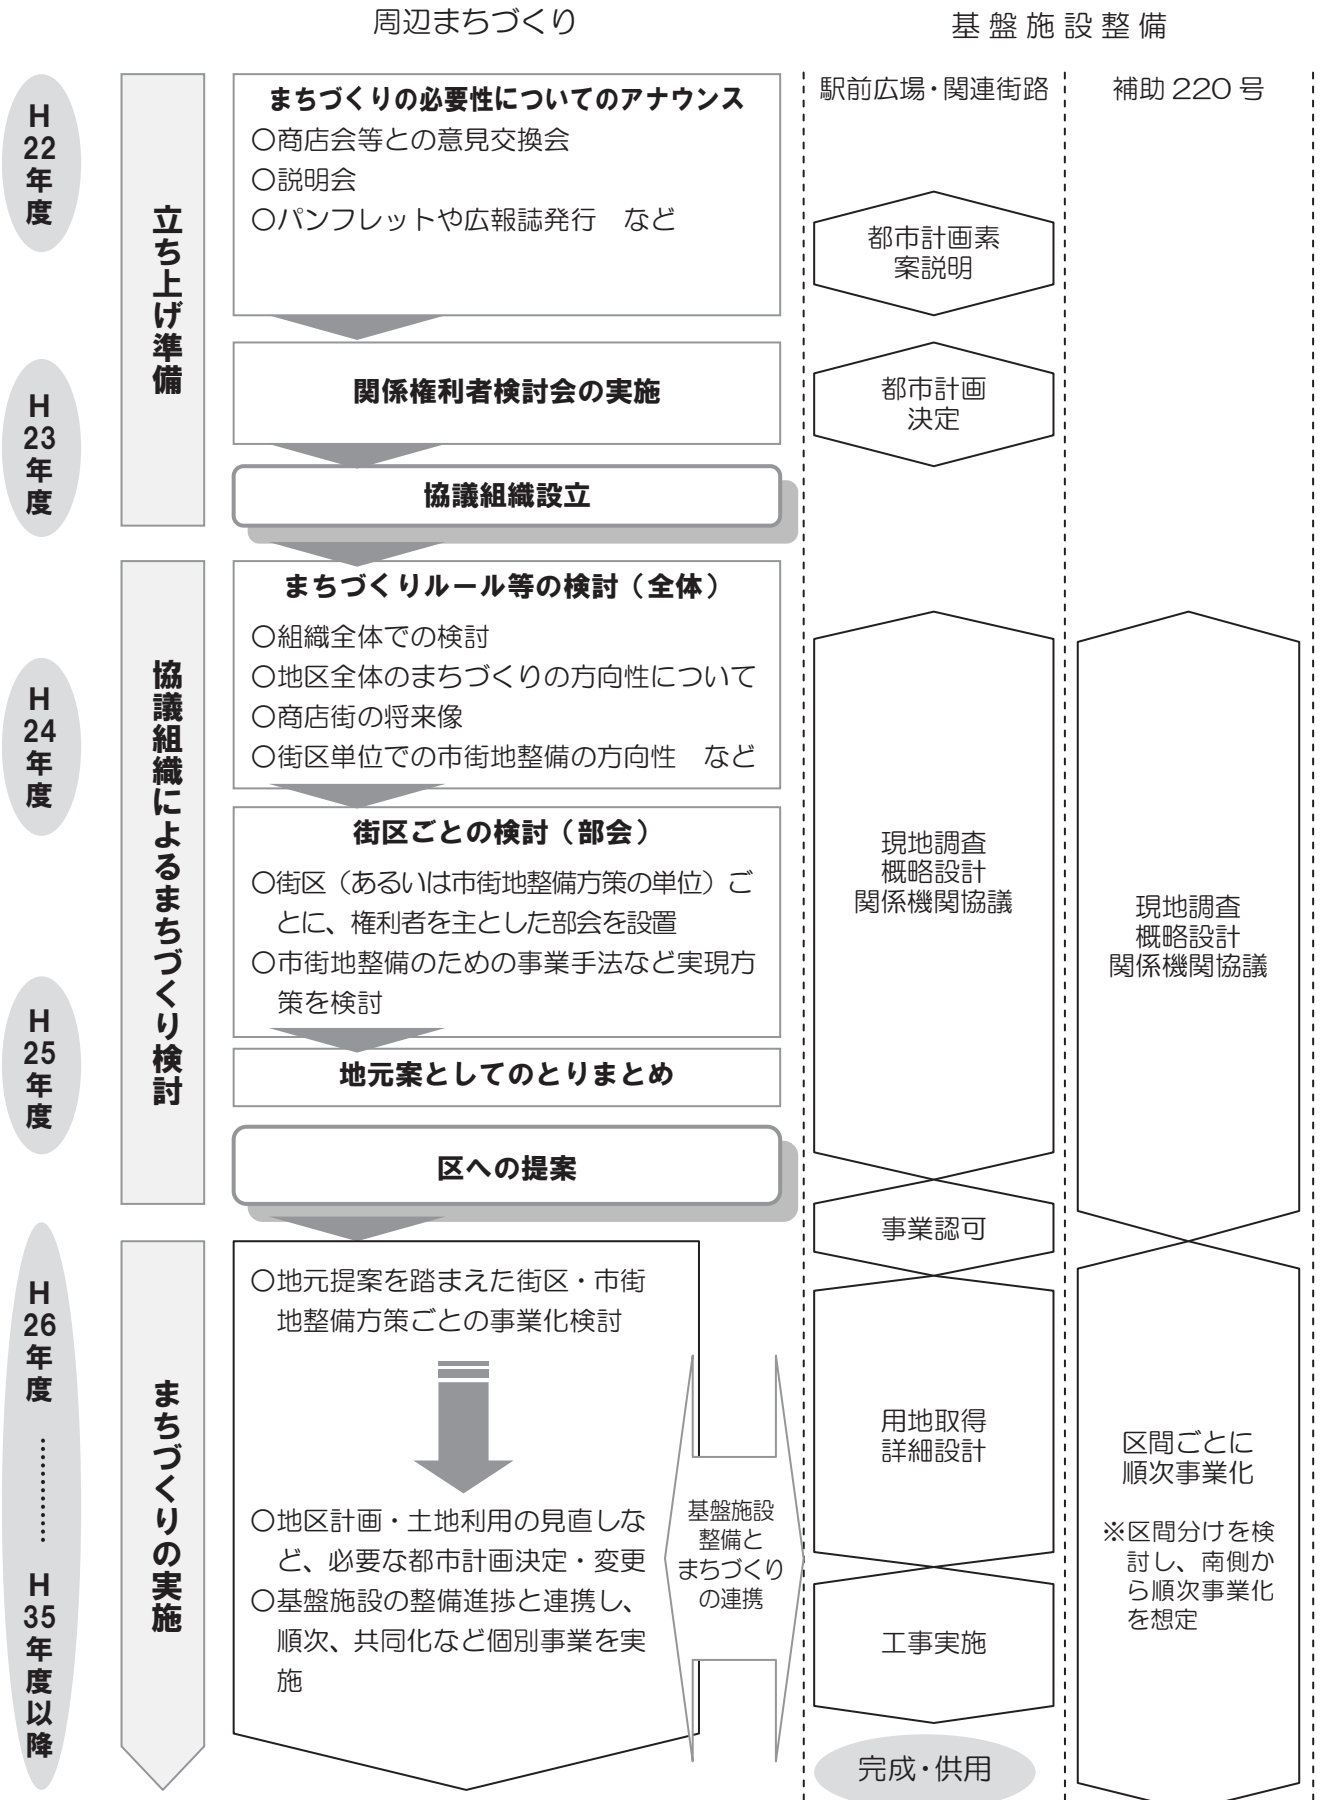 周辺まちづくり
基盤施設整備
駅前広場・関連街路
補助220号
H
22
年
度
H
23
年
度
H
24
年
度
H
25
年
度
H
26
年
度
………
H
35
年
度
以
降
立ち上げ準備
協議組織によるまちづくり検討
まちづくりの実施
まちづくりの必要性についてのアナウンス
○商店会等との意見交換会
○説明会
○パンフレットや広報誌発行　など
関係権利者検討会の実施
協議組織設立
まちづくりルール等の検討（全体）
○組織全体での検討
○地区全体のまちづくりの方向性について
○商店街の将来像
○街区単位での市街地整備の方向性　など
街区ごとの検討（部会）
○街区（あるいは市街地整備方策の単位）ご
とに、権利者を主とした部会を設置
○市街地整備のための事業手法など実現方
策を検討
地元案としてのとりまとめ
区への提案
○地元提案を踏まえた街区・市街
地整備方策ごとの事業化検討
○地区計画・土地利用の見直しな
ど、必要な都市計画決定・変更
○基盤施設の整備進捗と連携し、
順次、共同化など個別事業を実
施
基盤施設
整備と
まちづくり
の連携
都市計画素
案説明
都市計画
決定
現地調査
概略設計
関係機関協議
事業認可
用地取得
詳細設計
工事実施
完成・供用
現地調査
概略設計
関係機関協議
区間ごとに
順次事業化
※区間分けを検
討し、南側か
ら順次事業化
を想定